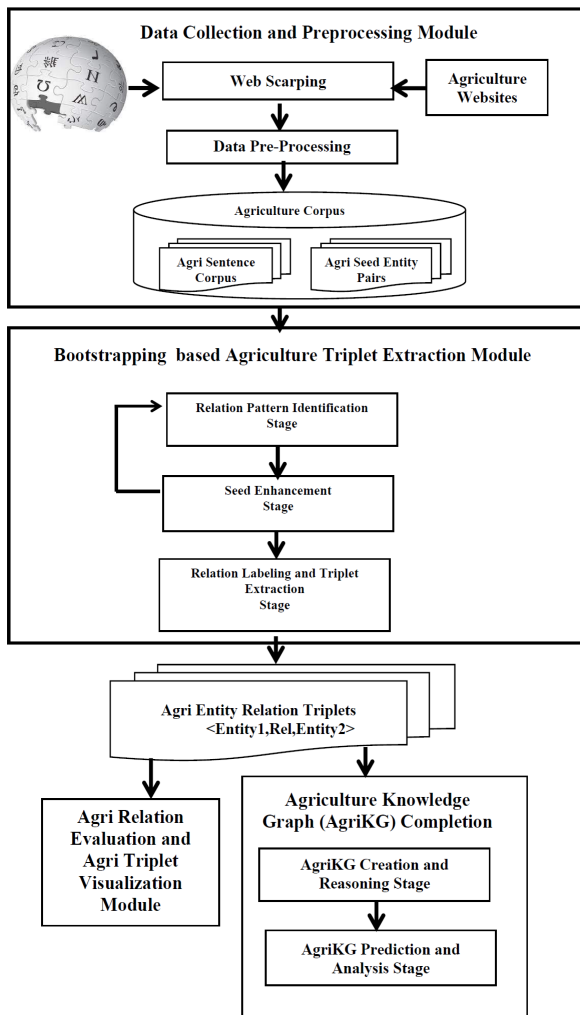 Data Collection and Preprocessing Module
Web Scarping
Agriculture
Websites
Data Pre-Processing
Agriculture Corpus
Agri Sentence
Corpus
Agri Seed Entity
Pairs
Bootstrapping based Agriculture Triplet Extraction Module
Relation Pattern Identification
Stage
Seed Enhancement
Stage
Relation Labeling and Triplet
Extraction
Stage
Agri Entity Relation Triplets
<Entity1,Rel,Entity2>
Agri Relation
Evaluation and
Agri Triplet
Visualization
Module
Agriculture Knowledge
Graph (AgriKG) Completion
AgriKG Creation and
Reasoning Stage
AgriKG Prediction and
Analysis Stage